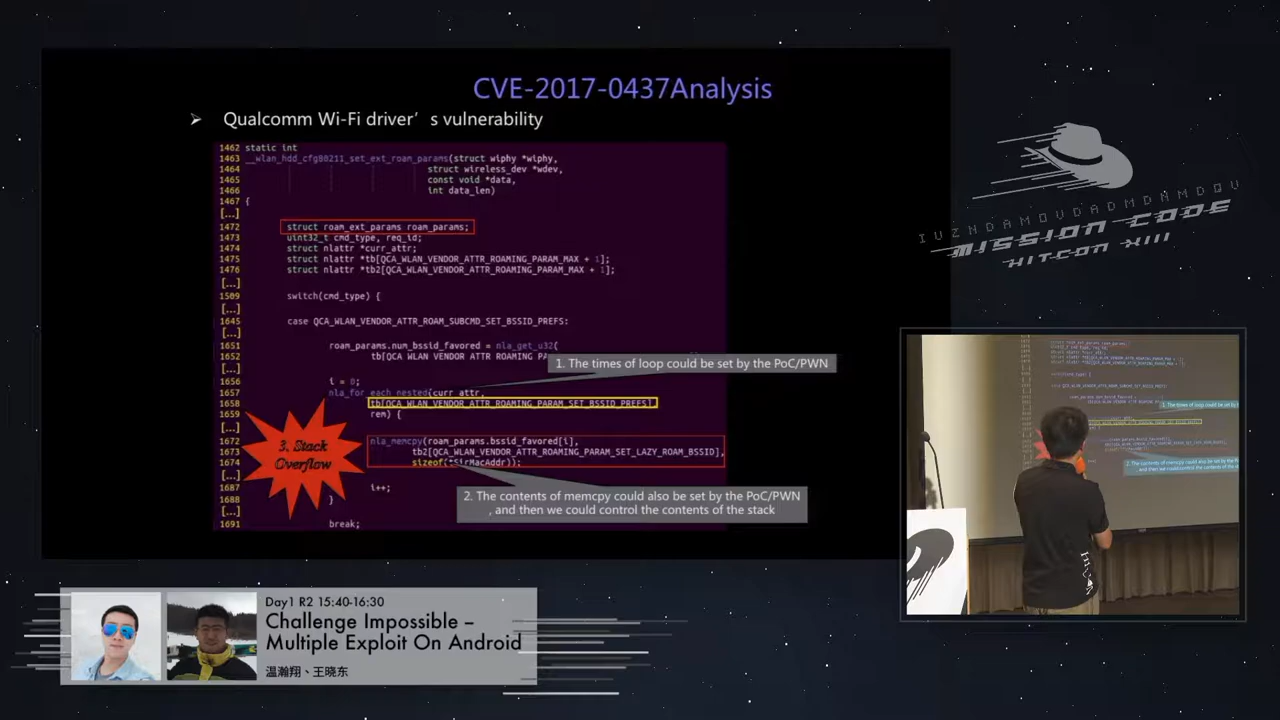 CVE-2017-0437Analysis
➢ Qualcomm Wi-Fi driver's vulnerability
1462 static int
1463 __wlan_hdd_cfg80211_set_ext_roam_params(struct wiphy *wiphy,
1464 struct wireless_dev *wdev,
1465 const void *data,
1466 int data_len)
1467 {
[...]
1472 struct roam_ext_params roam_params;
1473 uint32_t cmd_type, req_id;
1474 struct nlattr *curr_attr;
1475 struct nlattr *tb[QCA_WLAN_VENDOR_ATTR_ROAMING_PARAM_MAX + 1];
1476 struct nlattr *tb2[QCA_WLAN_VENDOR_ATTR_ROAMING_PARAM_MAX + 1];
[...]
1509 switch(cmd_type) {
[...]
1645 case QCA_WLAN_VENDOR_ATTR_ROAM_SUBCMD_SET_BSSID_PREFS:
[...]
1651 roam_params.num_bssid_favored = nla_get_u32(
1652 tb[QCA_WLAN_VENDOR_ATTR_ROAMING_PA
1. The times of loop could be set by the PoC/PWN
[...]
1656 i = 0;
1657 nla_for_each_nested(curr_attr,
1658 tb[QCA_WLAN_VENDOR_ATTR_ROAMING_PARAM_SET_BSSID_PREFS],
1659 rem) {
[...]
1672 nla_memcpy(roam_params.bssid_favored[i],
1673 tb2[QCA_WLAN_VENDOR_ATTR_ROAMING_PARAM_SET_LAZY_ROAM_BSSID],
1674 sizeof(tSirMacAddr));
3. Stack
Overflow
[...]
1687 i++;
1688 }
[...]
1691 break;
2. The contents of memcpy could also be set by the PoC/PWN
, and then we could control the contents of the stack
IUZNDAMOVDADMDNHMDQU
MISSION CODE
HITCON XIII
Day1 R2 15:40-16:30
Challenge Impossible –
Multiple Exploit On Android
温瀚翔、王晓东